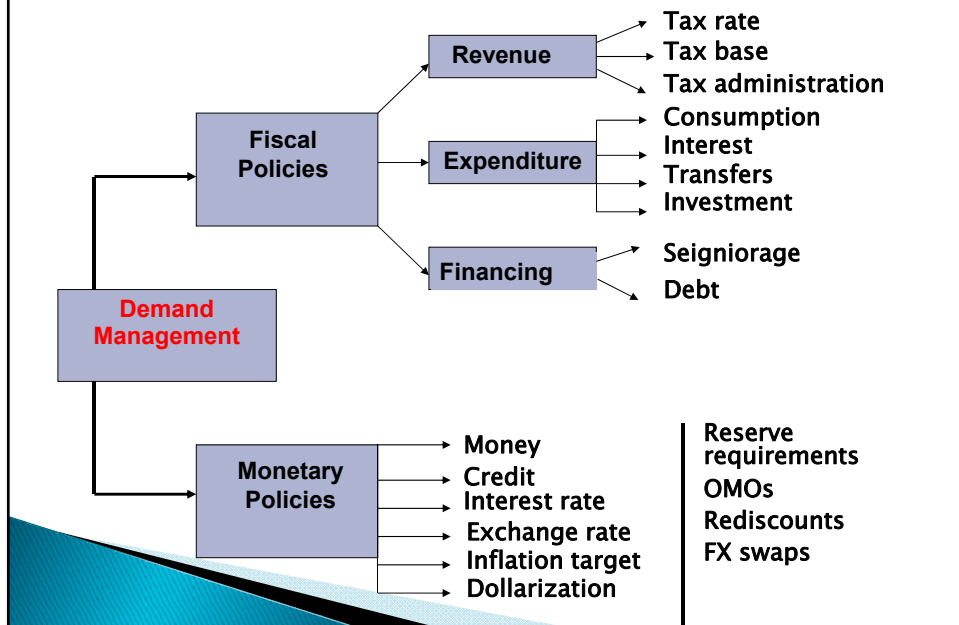 Demand
Management
Fiscal
Policies
Revenue
Tax rate
Tax base
Tax administration
Expenditure
Consumption
Interest
Transfers
Investment
Financing
Seigniorage
Debt
Monetary
Policies
Money
Credit
Interest rate
Exchange rate
Inflation target
Dollarization
Reserve
requirements
OMOs
Rediscounts
FX swaps